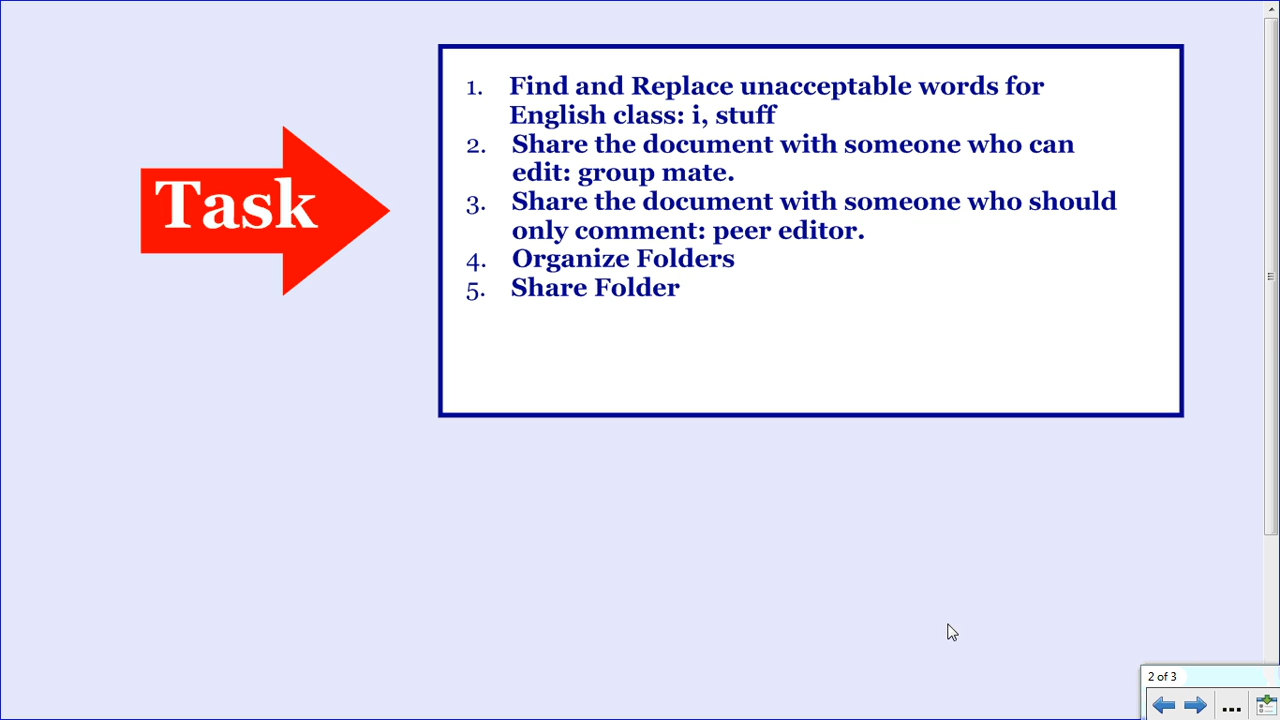 Task
1. Find and Replace unacceptable words for
English class: i, stuff
2. Share the document with someone who can
edit: group mate.
3. Share the document with someone who should
only comment: peer editor.
4. Organize Folders
5. Share Folder
2 of 3
...